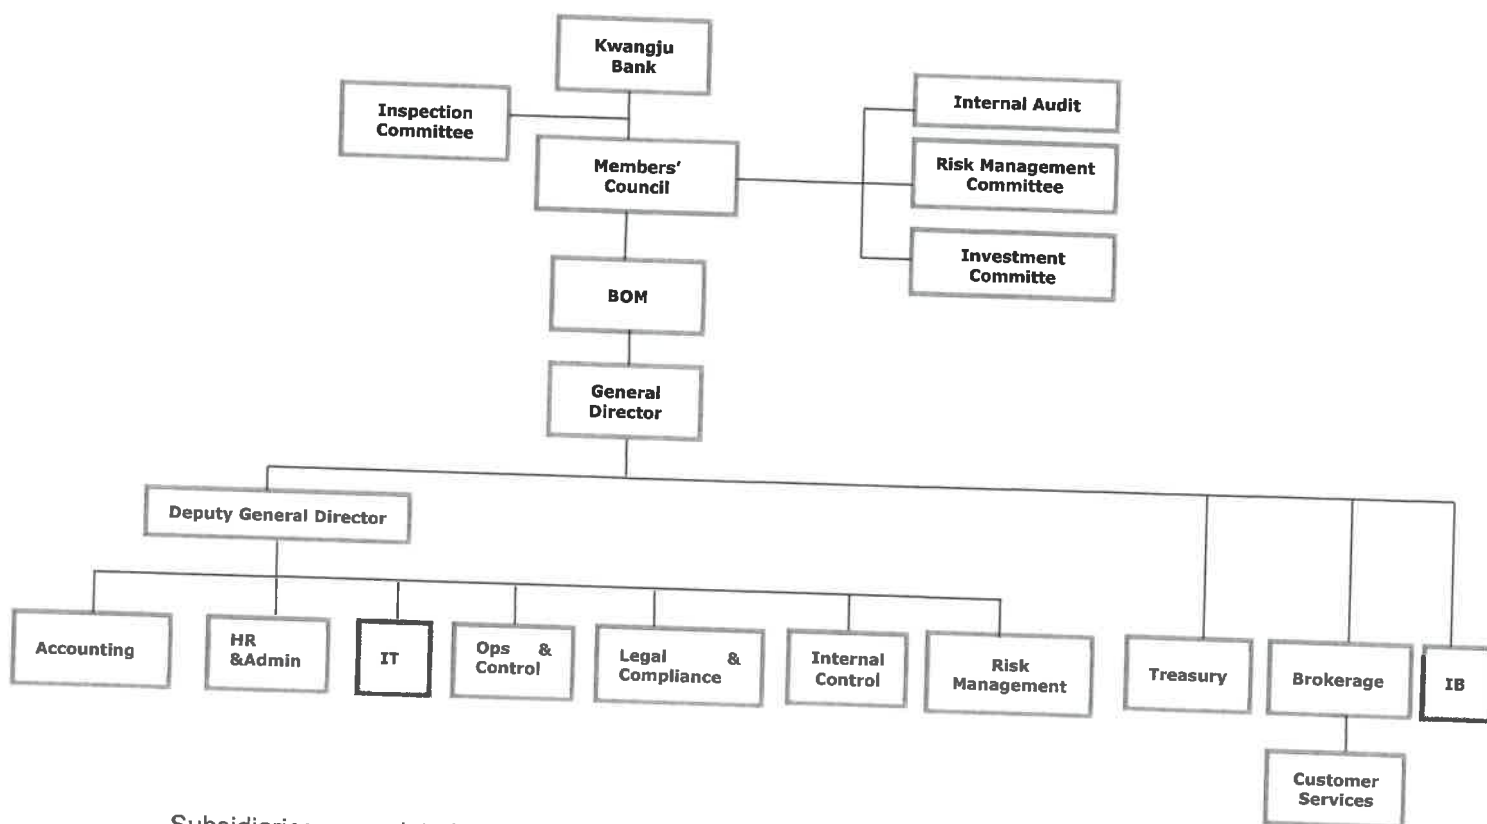 Kwangju
Bank
Inspection
Committee
Internal Audit
Members'
Council
Risk Management
Committee
Investment
Committe
BOM
General
Director
Deputy General Director
Accounting
HR
&Admin
IT
Ops &
Control
Legal &
Compliance
Internal
Control
Risk
Management
Treasury
Brokerage
IB
Customer
Services
Subsidiaries